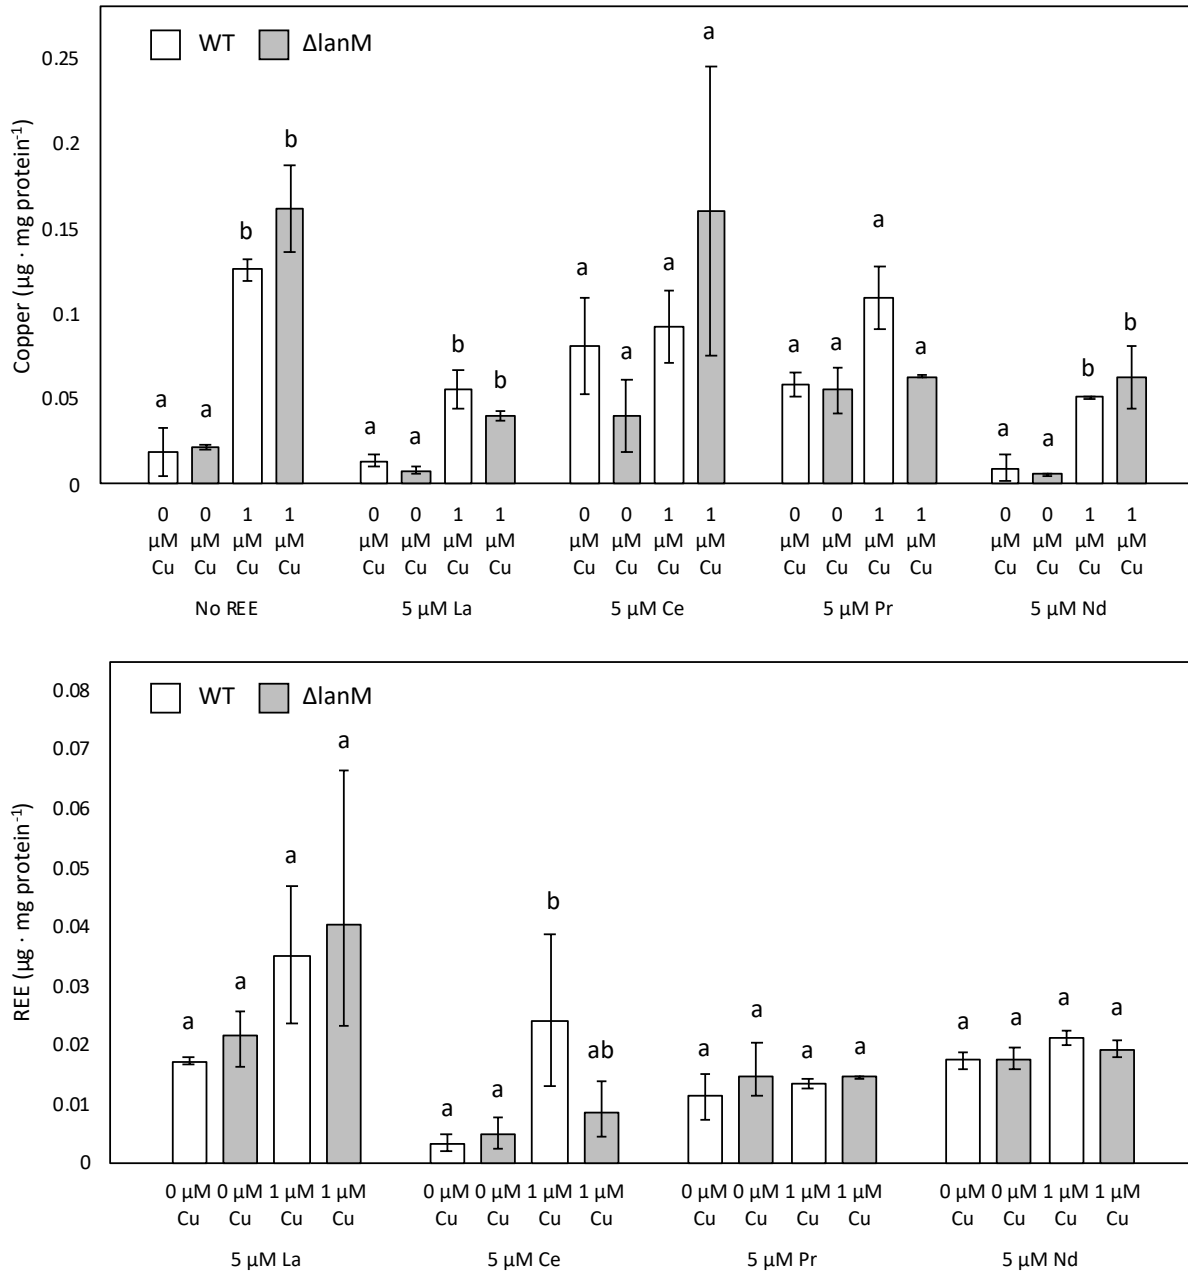 WT ΔlanM
Copper (µg · mg protein⁻¹)
0.25
0.2
0.15
0.1
0.05
0
a a b b
a a b b
a a a a
a a a a
a a b b
0 0 1 1 0 0 1 1 0 0 1 1 0 0 1 1 0 0 1 1
µM µM µM µM µM µM µM µM µM µM µM µM µM µM µM µM µM µM µM µM
Cu Cu Cu Cu Cu Cu Cu Cu Cu Cu Cu Cu Cu Cu Cu Cu Cu Cu Cu Cu
No REE 5 µM La 5 µM Ce 5 µM Pr 5 µM Nd
WT ΔlanM
REE (µg · mg protein⁻¹)
0.08
0.07
0.06
0.05
0.04
0.03
0.02
0.01
0
a a a a
a a b ab
a a a a
a a a a
0 µM 0 µM 1 µM 1 µM 0 µM 0 µM 1 µM 1 µM 0 µM 0 µM 1 µM 1 µM 0 µM 0 µM 1 µM 1 µM
Cu Cu Cu Cu Cu Cu Cu Cu Cu Cu Cu Cu Cu Cu Cu Cu
5 µM La 5 µM Ce 5 µM Pr 5 µM Nd